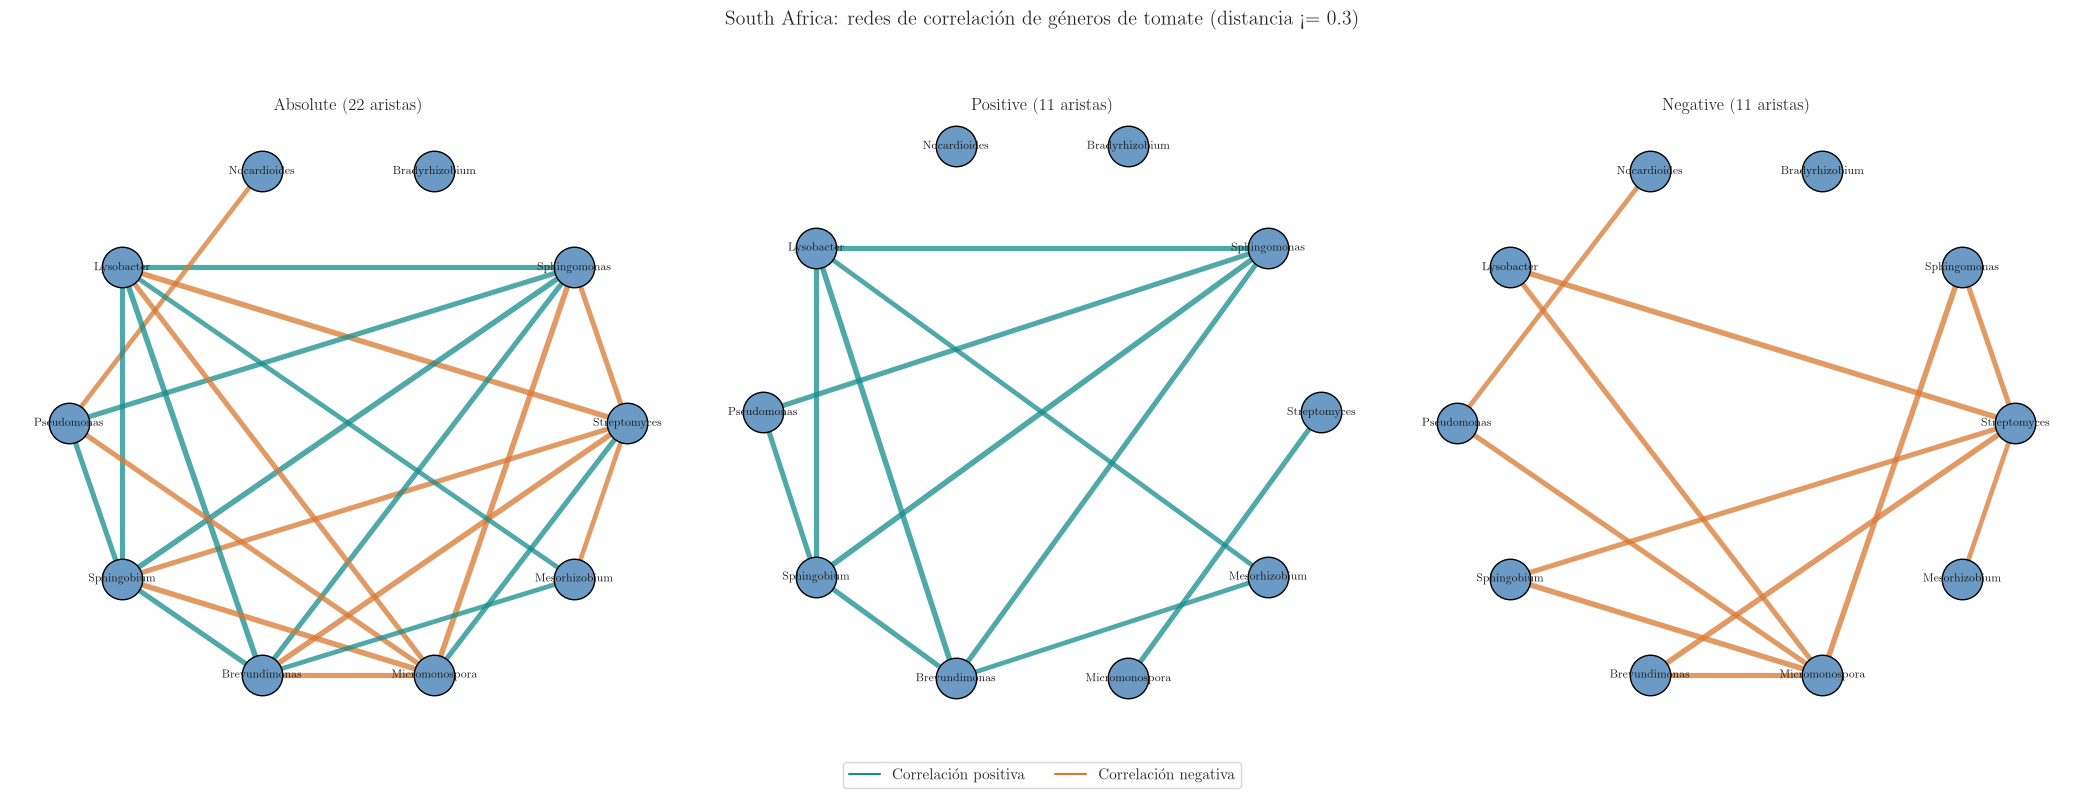 South Africa: redes de correlación de géneros de tomate (distancia ¡= 0.3)
Absolute (22 aristas)
Nocardioides
Bradyrhizobium
Lysobacter
Sphingomonas
Pseudomonas
Streptomyces
Sphingobium
Mesorhizobium
Brevundimonas
Micromonospora
Positive (11 aristas)
Nocardioides
Bradyrhizobium
Lysobacter
Sphingomonas
Pseudomonas
Streptomyces
Sphingobium
Mesorhizobium
Brevundimonas
Micromonospora
Negative (11 aristas)
Nocardioides
Bradyrhizobium
Lysobacter
Sphingomonas
Pseudomonas
Streptomyces
Sphingobium
Mesorhizobium
Brevundimonas
Micromonospora
Correlación positiva
Correlación negativa